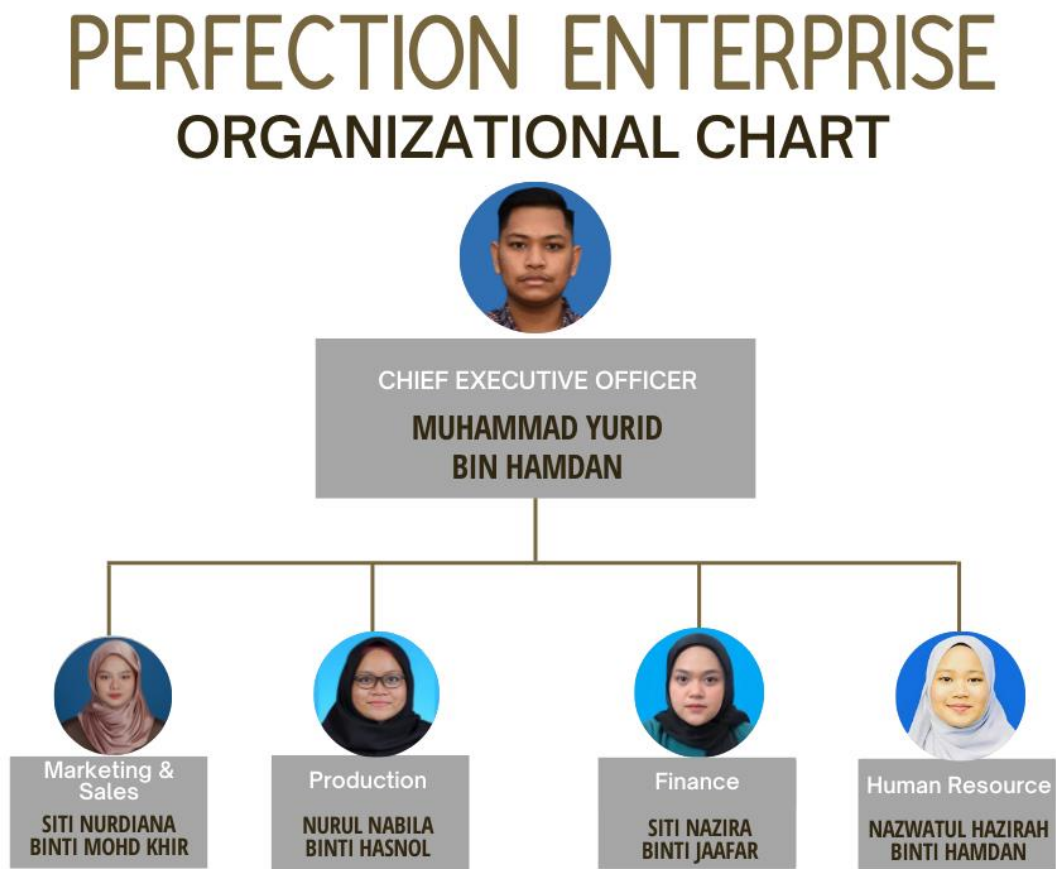 PERFECTION ENTERPRISE
ORGANIZATIONAL CHART
CHIEF EXECUTIVE OFFICER
MUHAMMAD YURID
BIN HAMDAN
Marketing &
Sales
SITI NURDIANA
BINTI MOHD KHIR
Production
NURUL NABILA
BINTI HASNOL
Finance
SITI NAZIRA
BINTI JAAFAR
Human Resource
NAZWATUL HAZIRAH
BINTI HAMDAN